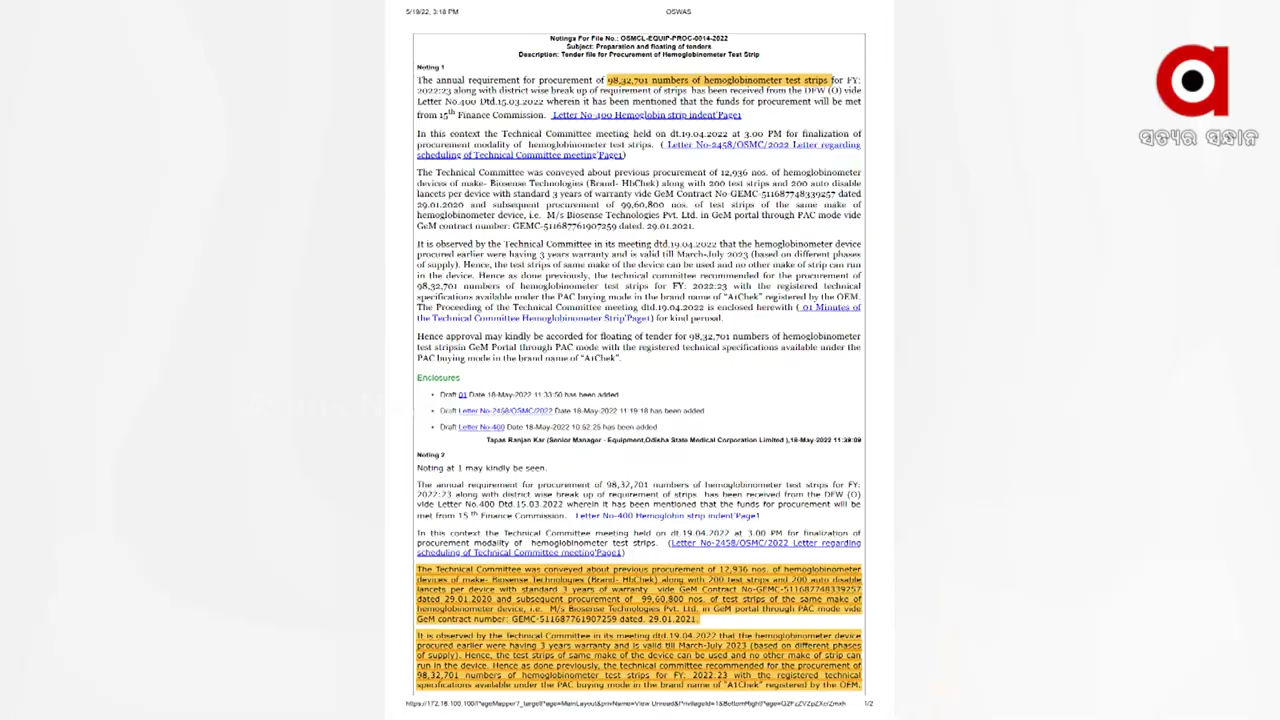 5/19/22, 3:18 PM
OSWAS
Notings For File No.: OSMCL-EQUIP-PROC-0014-2022
Subject: Preparation and floating of tenders
Description: Tender file for Procurement of Hemoglobinometer Test Strip
Noting 1
The annual requirement for procurement of 98,32,701 numbers of hemoglobinometer test strips for FY:
2022:23 along with district wise break up of requirement of strips has been received from the DFW (O) vide
Letter No.400 Dtd.15.03.2022 wherein it has been mentioned that the funds for procurement will be met
from 15th Finance Commission. Letter No-400 Hemoglobin strip indent'Page1
In this context the Technical Committee meeting held on dt.19.04.2022 at 3.00 PM for finalization of
procurement modality of hemoglobinometer test strips. ( Letter No-2458/OSMC/2022 Letter regarding
scheduling of Technical Committee meeting'Page1)
The Technical Committee was conveyed about previous procurement of 12,936 nos. of hemoglobinometer
devices of make- Biosense Technologies (Brand- HbChek) along with 200 test strips and 200 auto disable
lancets per device with standard 3 years of warranty vide GeM Contract No-GEMC-511687748339257 dated
29.01.2020 and subsequent procurement of 99,60,800 nos. of test strips of the same make of
hemoglobinometer device, i.e. M/s Biosense Technologies Pvt. Ltd. in GeM portal through PAC mode vide
GeM contract number: GEMC-511687761907259 dated. 29.01.2021.
It is observed by the Technical Committee in its meeting dtd.19.04.2022 that the hemoglobinometer device
procured earlier were having 3 years warranty and is valid till March-July 2023 (based on different phases
of supply). Hence, the test strips of same make of the device can be used and no other make of strip can run
in the device. Hence as done previously, the technical committee recommended for the procurement of
98,32,701 numbers of hemoglobinometer test strips for FY: 2022:23 with the registered technical
specifications available under the PAC buying mode in the brand name of “A1Chek” registered by the OEM.
The Proceeding of the Technical Committee meeting dtd.19.04.2022 is enclosed herewith ( 01 Minutes of
the Technical Committee Hemoglobinometer Strip'Page1) for kind perusal.
Hence approval may kindly be accorded for floating of tender for 98,32,701 numbers of hemoglobinometer
test stripsin GeM Portal through PAC mode with the registered technical specifications available under the
PAC buying mode in the brand name of “A1Chek”.
Enclosures
• Draft 01 Date 18-May-2022 11:33:50 has been added
• Draft Letter No-2458/OSMC/2022 Date 18-May-2022 11:19:18 has been added
• Draft Letter No-400 Date 18-May-2022 10:52:25 has been added
Tapas Ranjan Kar (Senior Manager - Equipment,Odisha State Medical Corporation Limited ),18-May-2022 11:39:09
Noting 2
Noting at 1 may kindly be seen.
The annual requirement for procurement of 98,32,701 numbers of hemoglobinometer test strips for FY:
2022:23 along with district wise break up of requirement of strips has been received from the DFW (O)
vide Letter No.400 Dtd.15.03.2022 wherein it has been mentioned that the funds for procurement will be
met from 15 th Finance Commission. Letter No-400 Hemoglobin strip indent'Page1
In this context the Technical Committee meeting held on dt.19.04.2022 at 3.00 PM for finalization of
procurement modality of hemoglobinometer test strips. (Letter No-2458/OSMC/2022 Letter regarding
scheduling of Technical Committee meeting'Page1)
The Technical Committee was conveyed about previous procurement of 12,936 nos. of hemoglobinometer
devices of make- Biosense Technologies (Brand- HbChek) along with 200 test strips and 200 auto disable
lancets per device with standard 3 years of warranty vide GeM Contract No-GEMC-511687748339257
dated 29.01.2020 and subsequent procurement of 99,60,800 nos. of test strips of the same make of
hemoglobinometer device, i.e. M/s Biosense Technologies Pvt. Ltd. in GeM portal through PAC mode vide
GeM contract number: GEMC-511687761907259 dated. 29.01.2021.
It is observed by the Technical Committee in its meeting dtd.19.04.2022 that the hemoglobinometer device
procured earlier were having 3 years warranty and is valid till March-July 2023 (based on different phases
of supply). Hence, the test strips of same make of the device can be used and no other make of strip can
run in the device. Hence as done previously, the technical committee recommended for the procurement of
98,32,701 numbers of hemoglobinometer test strips for FY: 2022:23 with the registered technical
specifications available under the PAC buying mode in the brand name of “A1Chek” registered by the OEM.
1/2
ସତ୍ୟର ସନ୍ଧାନ